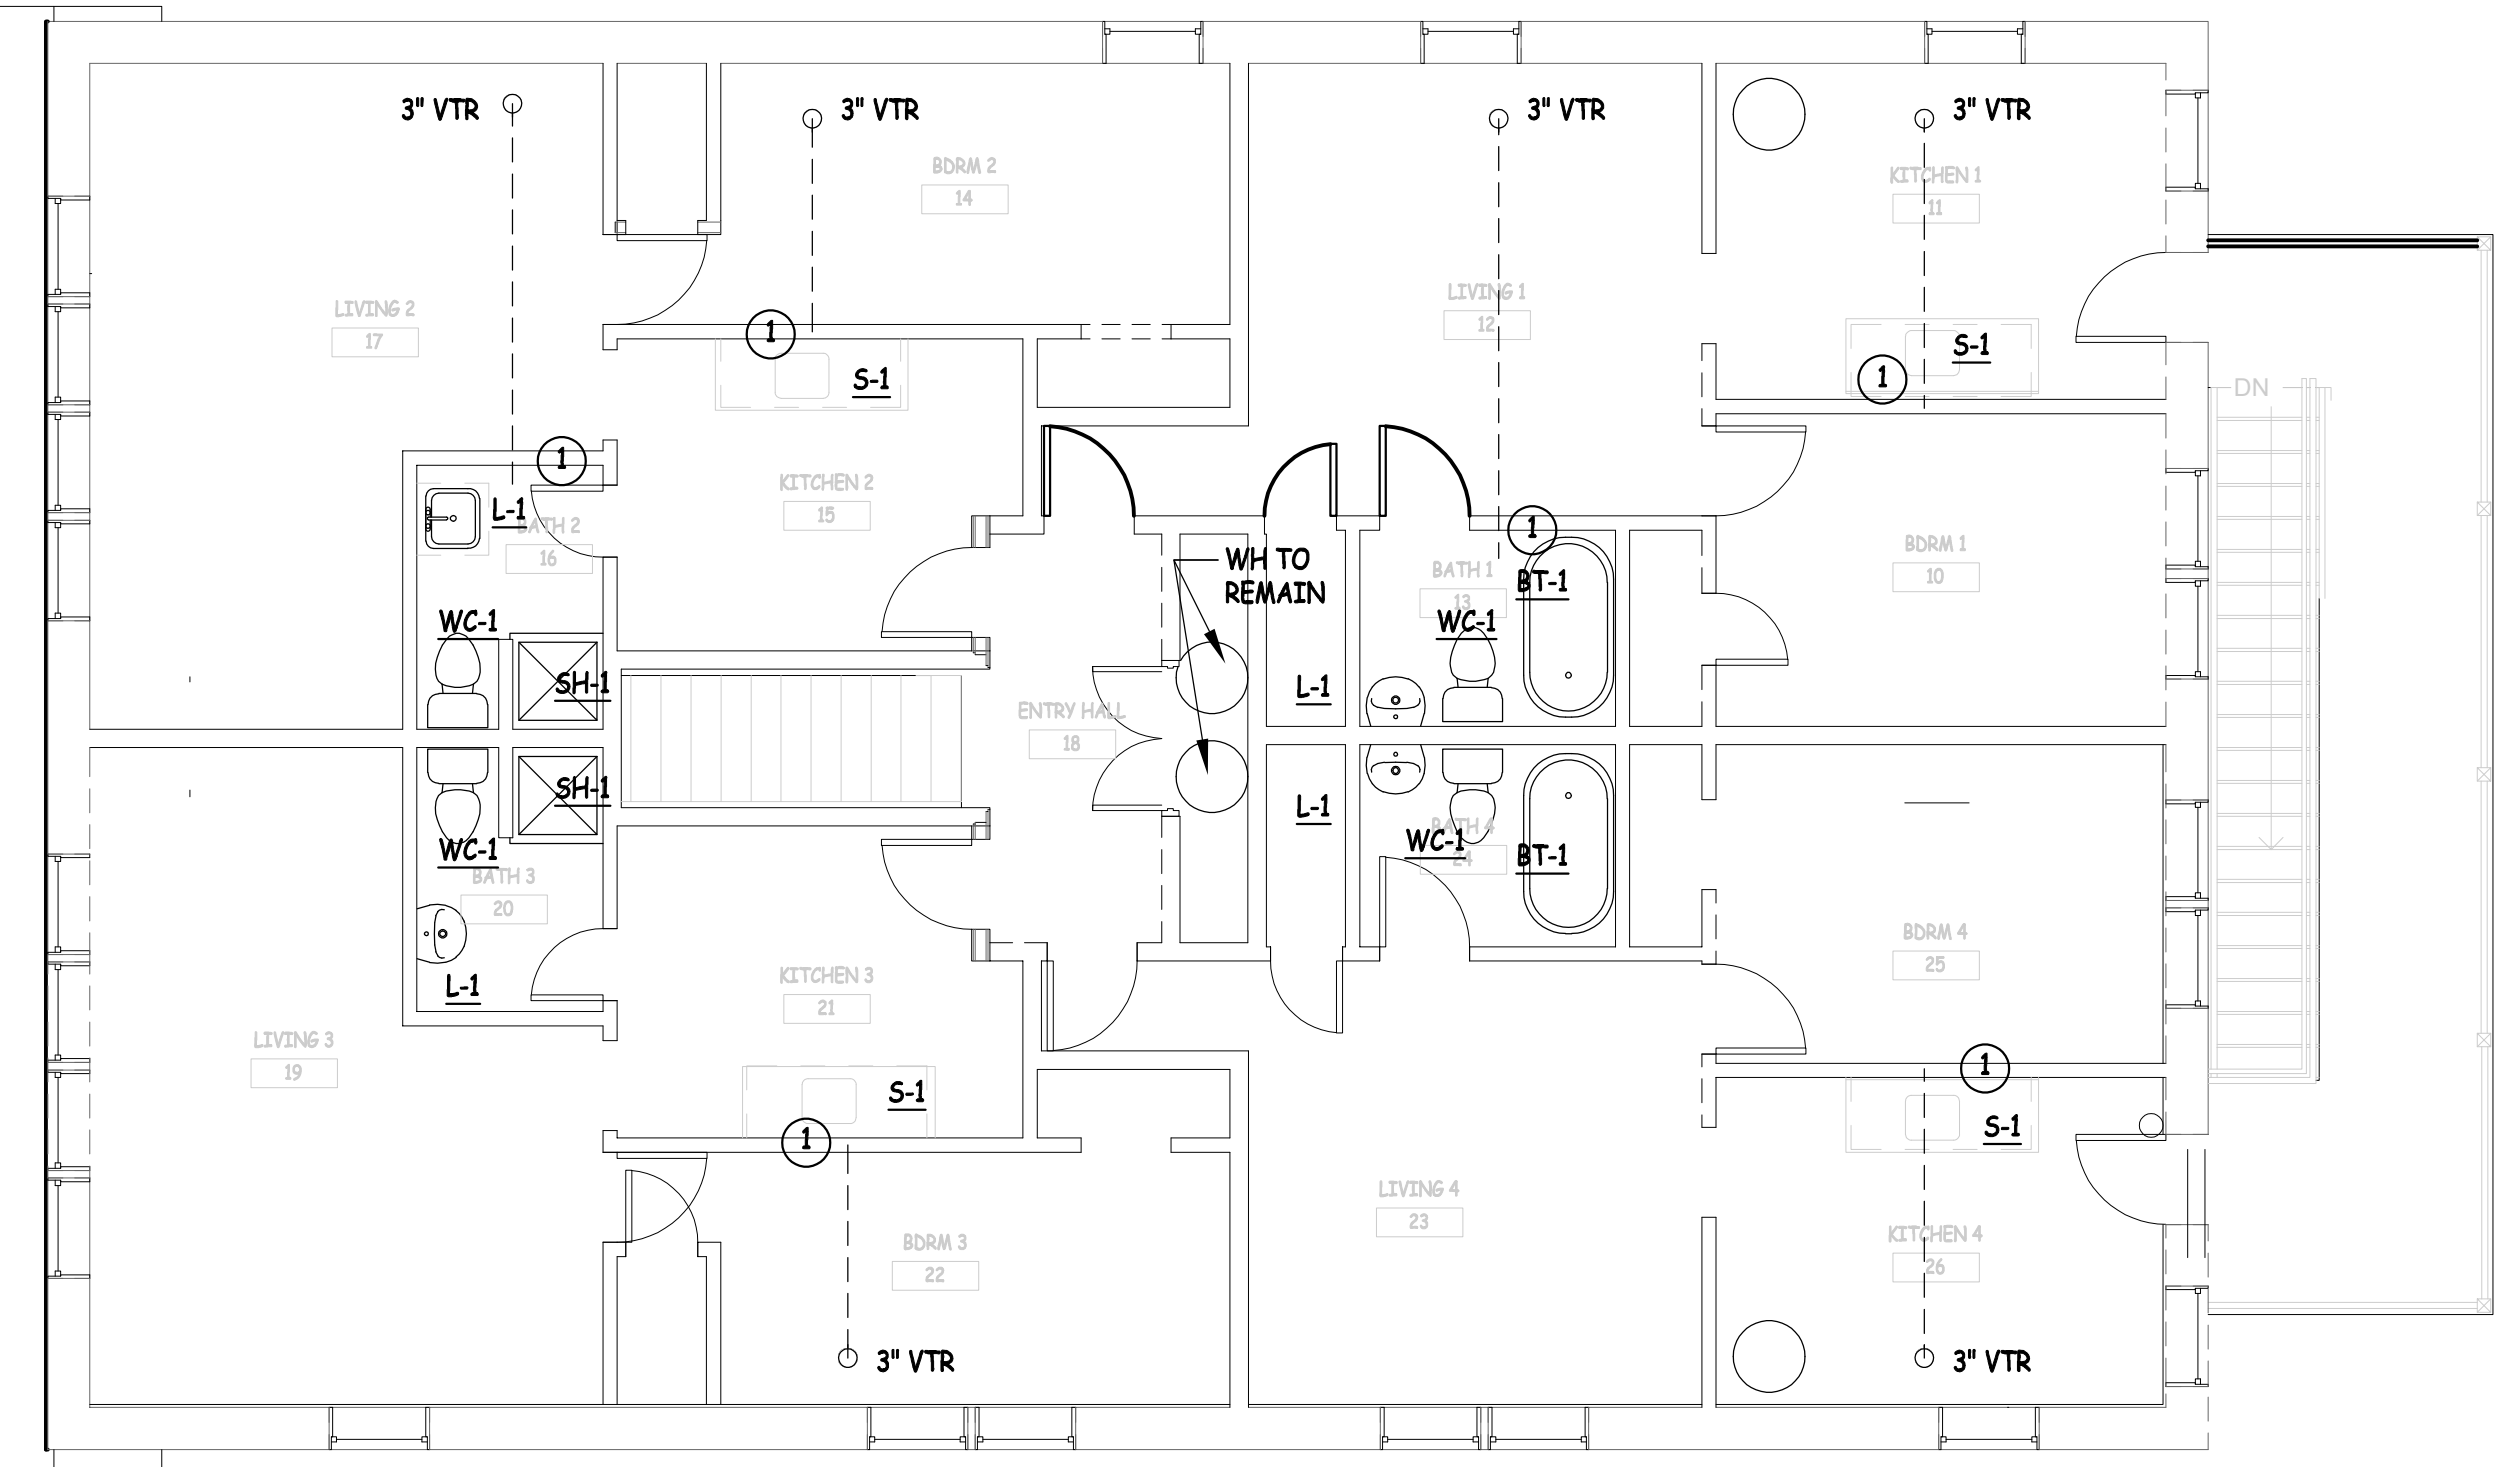 3" VTR
3" VTR
3" VTR
3" VTR
BDRM 2
14
KITCHEN 1
11
LIVING 2
17
LIVING 1
12
1
S-1
1
S-1
1
DN
KITCHEN 2
15
L-1
BATH 2
16
1
WH TO
REMAIN
BATH 1
13
BT-1
BDRM 1
10
WC-1
WC-1
SH-1
L-1
ENTRY HALL
18
SH-1
L-1
WC-1
BATH 4
24
WC-1
BT-1
BATH 3
20
BDRM 4
25
L-1
KITCHEN 3
21
LIVING 3
19
S-1
1
1
S-1
LIVING 4
23
BDRM 3
22
KITCHEN 4
26
3" VTR
3" VTR